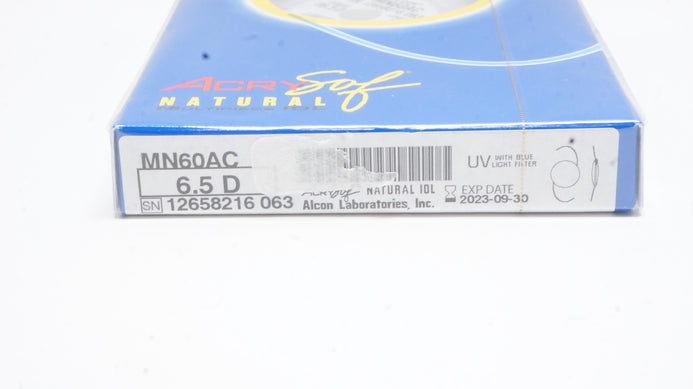 ACRYSof
NATURAL
MN60AC
6.5 D
SN 12658216 063
NATURAL IOL
Alcon Laboratories, Inc.
UV WITH BLUE
LIGHT FILTER
EXP DATE
2023-09-30